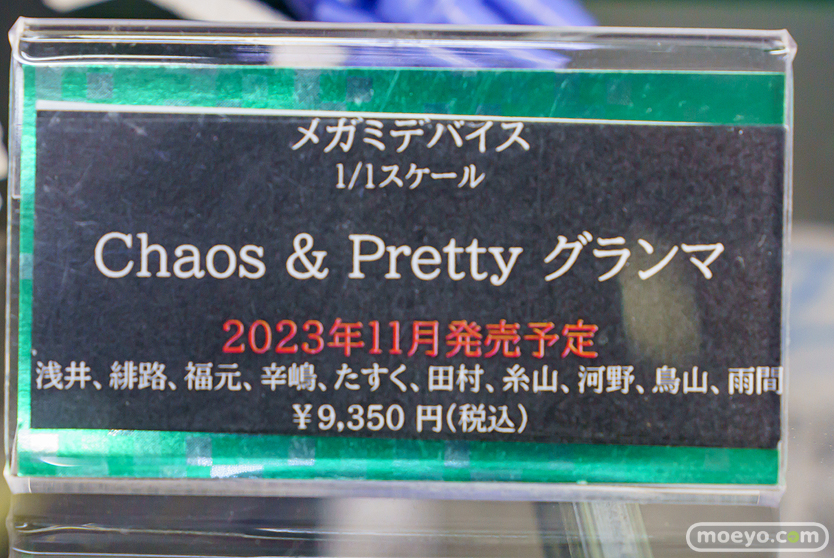 メガミデバイス
1/1スケール
Chaos & Pretty グランマ
2023年11月発売予定
浅井、緋路、福元、辛嶋、たすく、田村、糸山、河野、鳥山、雨間
￥9,350 円(税込)
moeyo.com